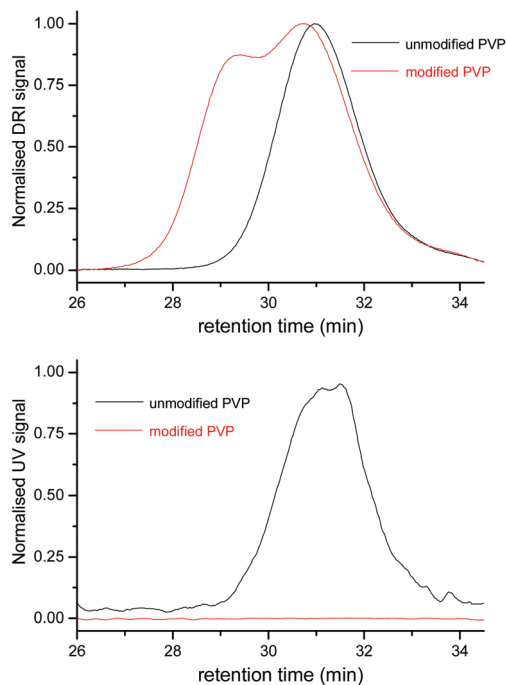 Normalised DRI signal
1.00
0.75
0.50
0.25
0.00
unmodified PVP
modified PVP
26 28 30 32 34
retention time (min)
Normalised UV signal
1.00
0.75
0.50
0.25
0.00
unmodified PVP
modified PVP
26 28 30 32 34
retention time (min)